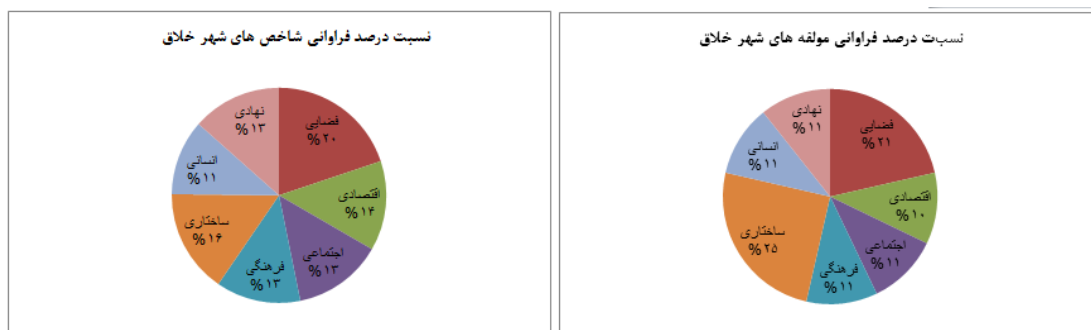 نسبت درصد فراوانی مولفه های شهر خلاق
فضایی
%۲۱
اقتصادی
%۱۰
اجتماعی
%۱۱
فرهنگی
%۱۱
ساختاری
%۲۵
انسانی
%۱۱
نهادی
%۱۱
نسبت درصد فراوانی شاخص های شهر خلاق
فضایی
%۲۰
اقتصادی
%۱۴
اجتماعی
%۱۳
فرهنگی
%۱۳
ساختاری
%۱۶
انسانی
%۱۱
نهادی
%۱۳